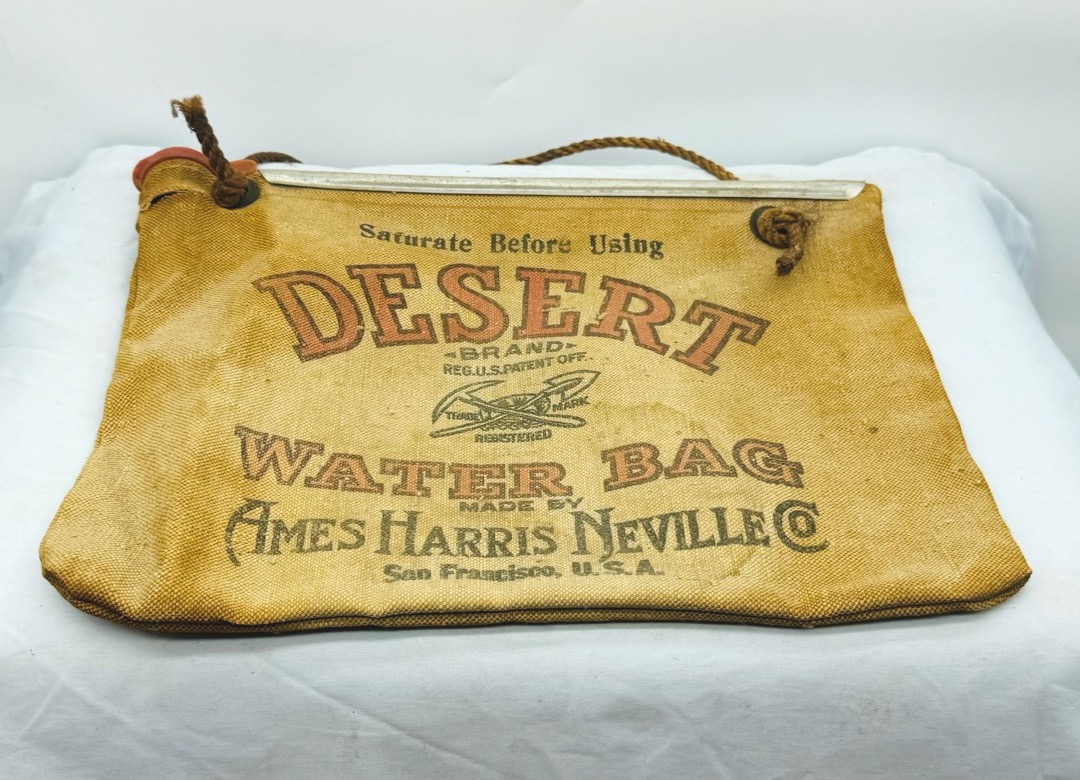 Saturate Before Using
DESERT
-BRAND-
REG.U.S.PATENT OFF.
TRADE MARK
REGISTERED
WATER BAG
MADE BY
AMES HARRIS NEVILLE CO
San Francisco, U.S.A.